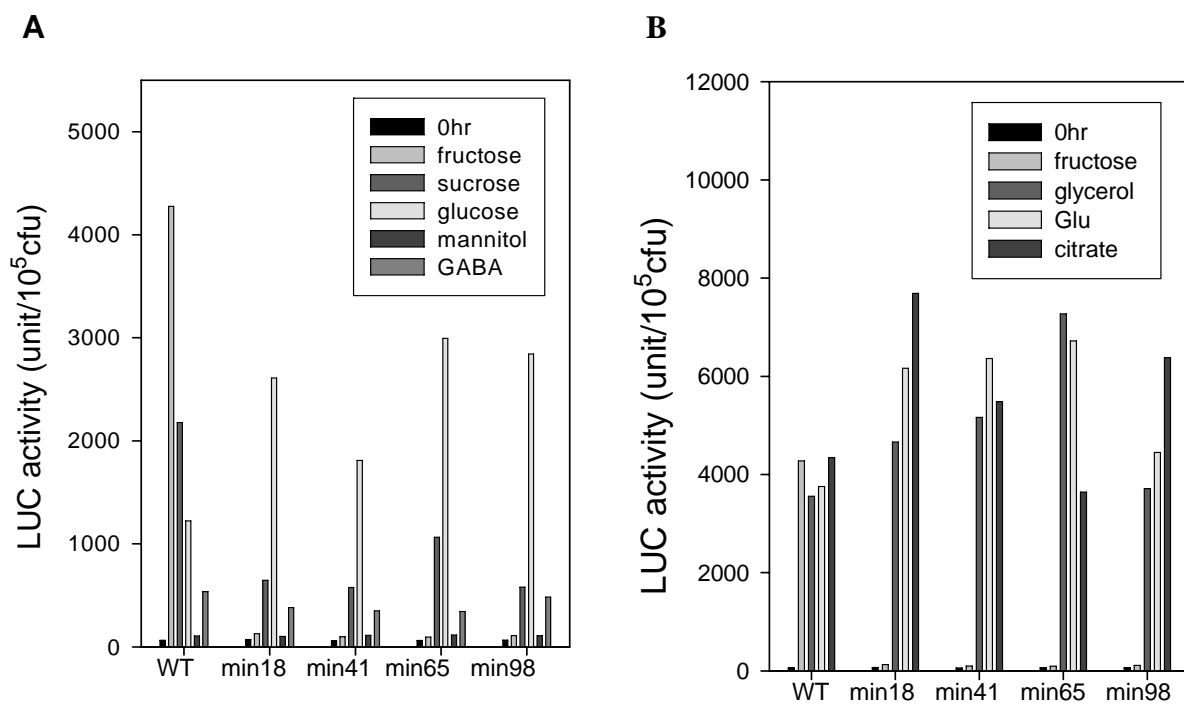 A
LUC activity (unit/10⁵cfu)
5000
4000
3000
2000
1000
0
0hr
fructose
sucrose
glucose
mannitol
GABA
WT min18 min41 min65 min98
B
LUC activity (unit/10⁵cfu)
12000
10000
8000
6000
4000
2000
0
0hr
fructose
glycerol
Glu
citrate
WT min18 min41 min65 min98